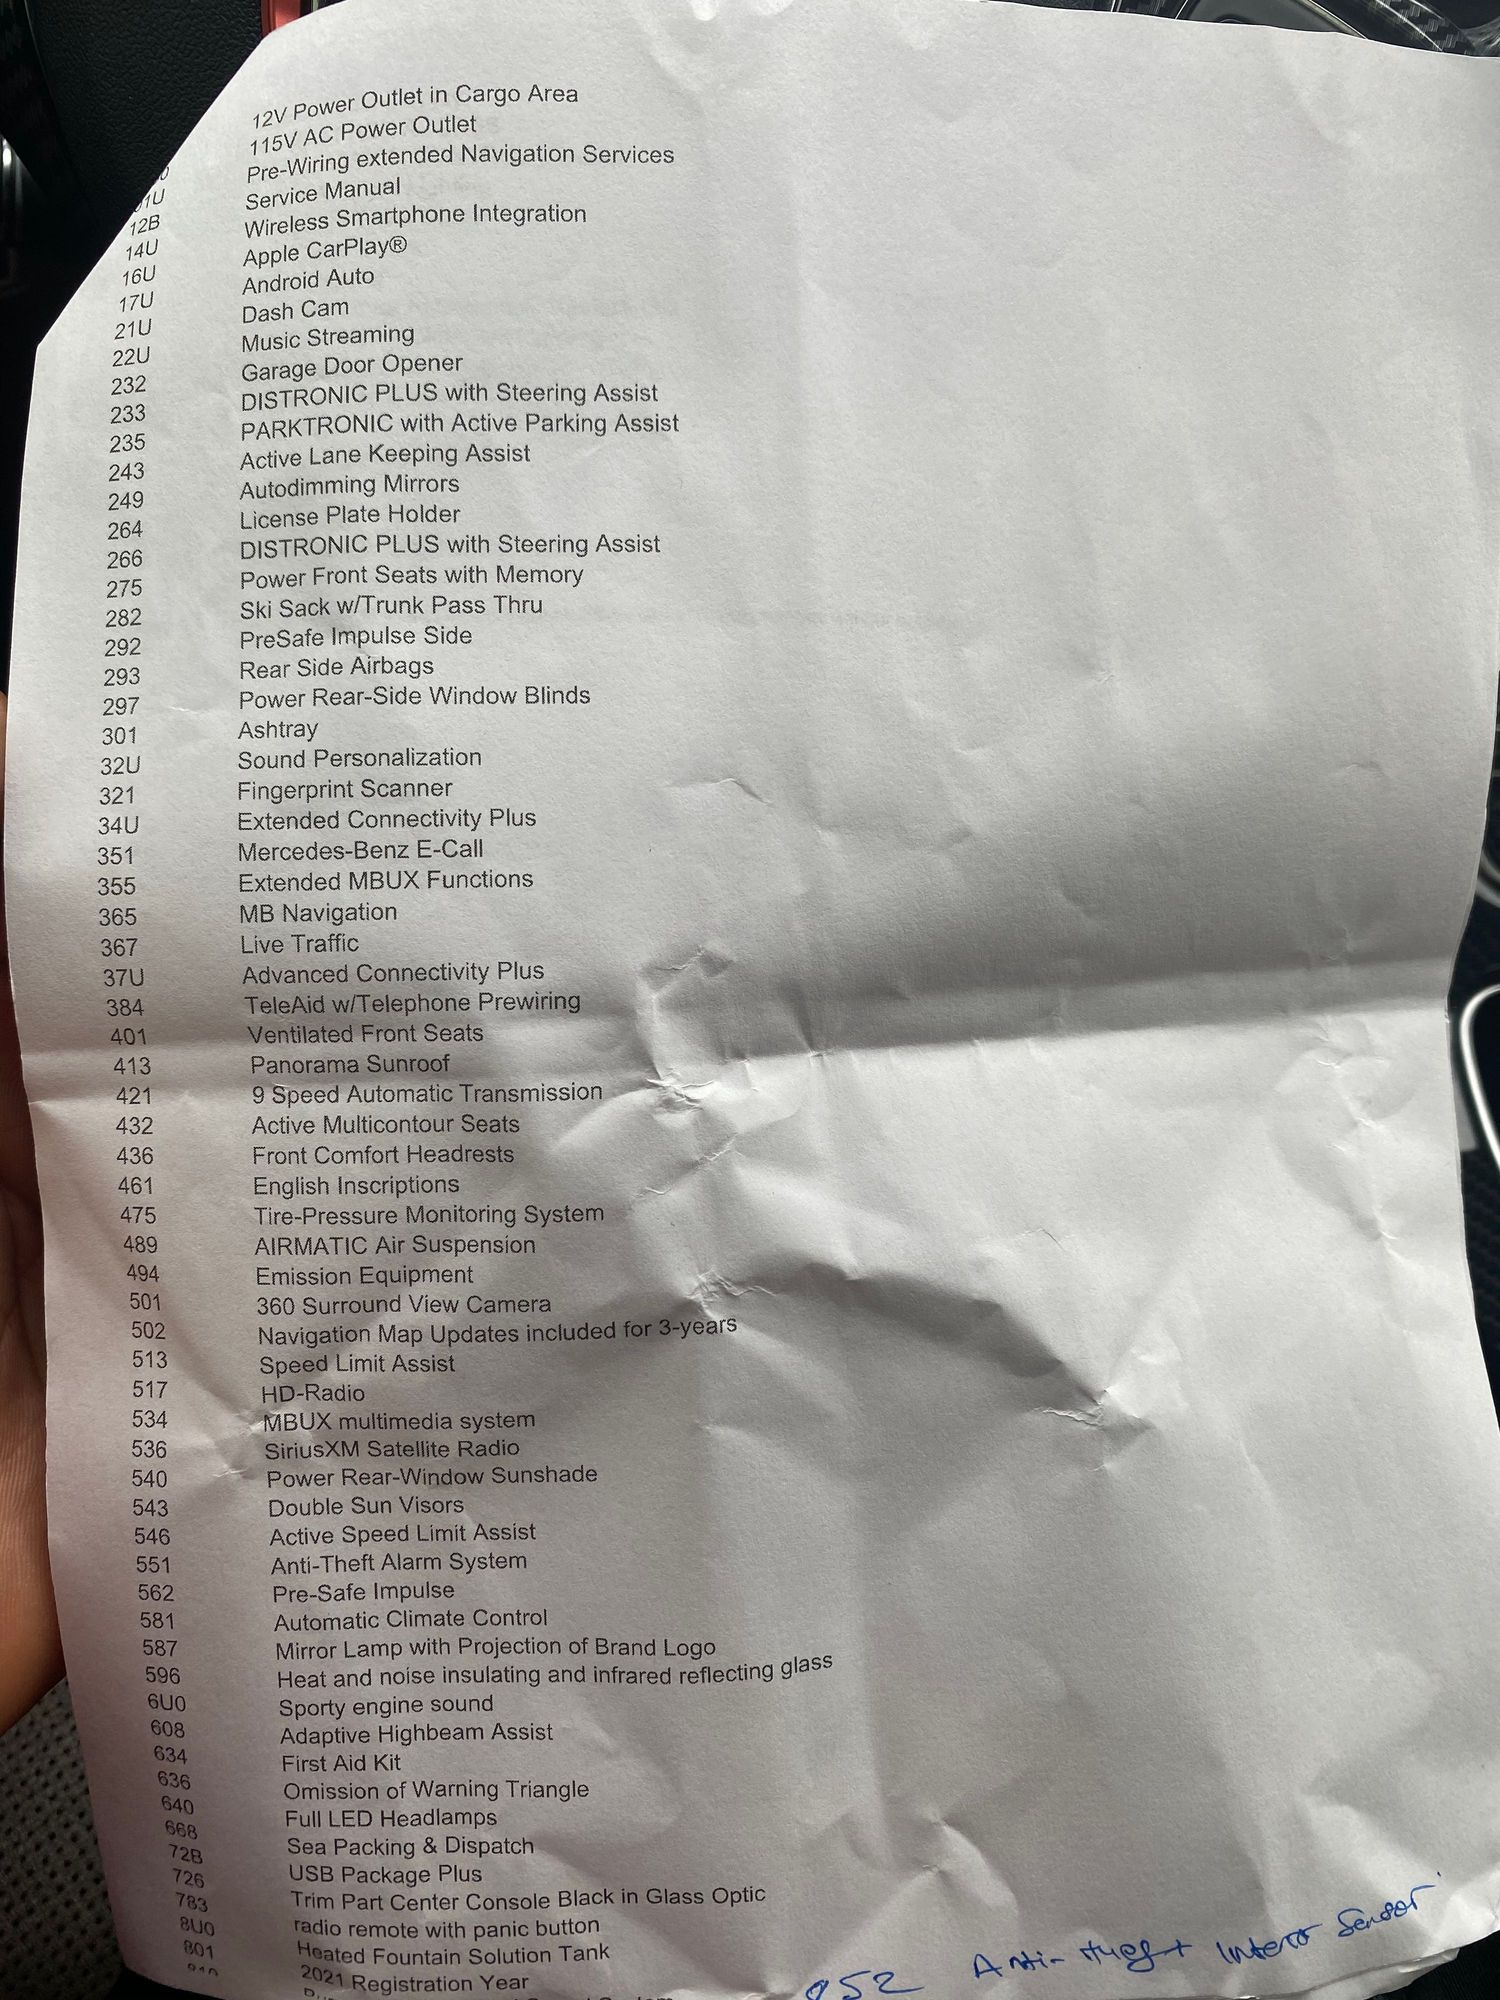 12V Power Outlet in Cargo Area
115V AC Power Outlet
01U Pre-Wiring extended Navigation Services
12B Service Manual
14U Wireless Smartphone Integration
16U Apple CarPlay®
17U Android Auto
21U Dash Cam
22U Music Streaming
232 Garage Door Opener
233 DISTRONIC PLUS with Steering Assist
235 PARKTRONIC with Active Parking Assist
243 Active Lane Keeping Assist
249 Autodimming Mirrors
264 License Plate Holder
266 DISTRONIC PLUS with Steering Assist
275 Power Front Seats with Memory
282 Ski Sack w/Trunk Pass Thru
292 PreSafe Impulse Side
293 Rear Side Airbags
297 Power Rear-Side Window Blinds
301 Ashtray
32U Sound Personalization
321 Fingerprint Scanner
34U Extended Connectivity Plus
351 Mercedes-Benz E-Call
355 Extended MBUX Functions
365 MB Navigation
367 Live Traffic
37U Advanced Connectivity Plus
384 TeleAid w/Telephone Prewiring
401 Ventilated Front Seats
413 Panorama Sunroof
421 9 Speed Automatic Transmission
432 Active Multicontour Seats
436 Front Comfort Headrests
461 English Inscriptions
475 Tire-Pressure Monitoring System
489 AIRMATIC Air Suspension
494 Emission Equipment
501 360 Surround View Camera
502 Navigation Map Updates included for 3-years
513 Speed Limit Assist
517 HD-Radio
534 MBUX multimedia system
536 SiriusXM Satellite Radio
540 Power Rear-Window Sunshade
543 Double Sun Visors
546 Active Speed Limit Assist
551 Anti-Theft Alarm System
562 Pre-Safe Impulse
581 Automatic Climate Control
587 Mirror Lamp with Projection of Brand Logo
596 Heat and noise insulating and infrared reflecting glass
6U0 Sporty engine sound
608 Adaptive Highbeam Assist
634 First Aid Kit
636 Omission of Warning Triangle
640 Full LED Headlamps
668 Sea Packing & Dispatch
72B USB Package Plus
726 Trim Part Center Console Black in Glass Optic
783 radio remote with panic button
8U0 Heated Fountain Solution Tank
801 2021 Registration Year
052 Anti-theft Interor Sensor